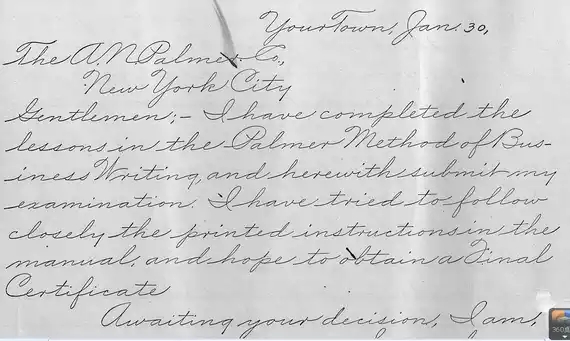 Your Town, Jan. 30,
The A. N. Palmer Co.,
New York City
Gentlemen;- I have completed the
lessons in the Palmer Method of Bus-
iness Writing, and herewith submit my
examination. I have tried to follow
closely the printed instructions in the
manual, and hope to obtain a Final
Certificate
Awaiting your decision, I am,